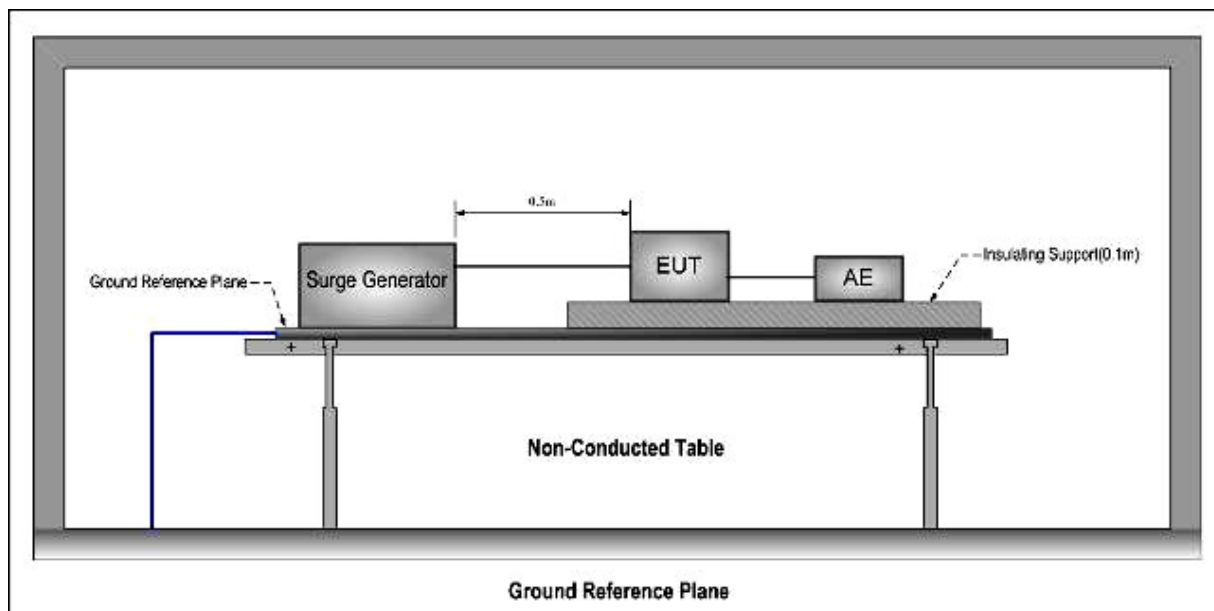 0.5m
EUT
Insulating Support(0.1m)
Surge Generator
AE
Ground Reference Plane
Non-Conducted Table
Ground Reference Plane